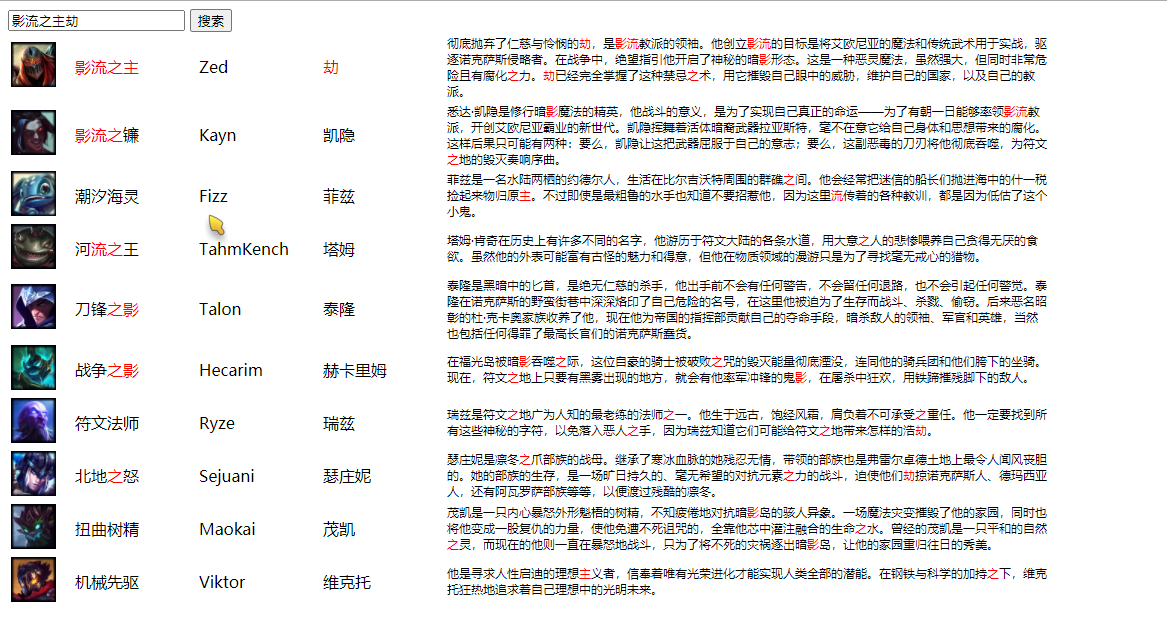 影流之主劫 搜索
影流之主 Zed 劫
彻底抛弃了仁慈与怜悯的劫，是影流教派的领袖。他创立影流的目标是将艾欧尼亚的魔法和传统武术用于实战，驱
逐诺克萨斯侵略者。在战争中，绝望指引他开启了神秘的暗影形态。这是一种恶灵魔法，虽然强大，但同时非常危
险且有腐化之力。劫已经完全掌握了这种禁忌之术，用它摧毁自己眼中的威胁，维护自己的国家，以及自己的教
派。
影流之镰 Kayn 凯隐
悉达·凯隐是修行暗影魔法的精英，他战斗的意义，是为了实现自己真正的命运——为了有朝一日能够率领影流教
派，开创艾欧尼亚霸业的新世代。凯隐挥舞着活体暗裔武器拉亚斯特，毫不在意它给自己身体和思想带来的腐化。
这样后果只可能有两种：要么，凯隐让这把武器屈服于自己的意志；要么，这副恶毒的刀刃将他彻底吞噬，为符文
之地的毁灭奏响序曲。
潮汐海灵 Fizz 菲兹
菲兹是一名水陆两栖的约德尔人，生活在比尔吉沃特周围的群礁之间。他会经常把迷信的船长们抛进海中的什一税
捡起来物归原主。不过即使是最粗鲁的水手也知道不要招惹他，因为这里流传着的各种教训，都是因为低估了这个
小鬼。
河流之王 TahmKench 塔姆
塔姆·肯奇在历史上有许多不同的名字，他游历于符文大陆的各条水道，用大意之人的悲惨喂养自己贪得无厌的食
欲。虽然他的外表可能富有古怪的魅力和得意，但他在物质领域的漫游只是为了寻找毫无戒心的猎物。
刀锋之影 Talon 泰隆
泰隆是黑暗中的匕首，是绝无仁慈的杀手，他出手前不会有任何警告，不会留任何退路，也不会引起任何警觉。泰
隆在诺克萨斯的野蛮街巷中深深烙印了自己危险的名号，在这里他被迫为了生存而战斗、杀戮、偷窃。后来恶名昭
彰的杜·克卡奥家族收养了他，现在他为帝国的指挥部贡献自己的夺命手段，暗杀敌人的领袖、军官和英雄，当然
也包括任何得罪了最高长官们的诺克萨斯蠢货。
战争之影 Hecarim 赫卡里姆
在福光岛被暗影吞噬之际，这位自豪的骑士被破败之咒的毁灭能量彻底湮没，连同他的骑兵团和他们胯下的坐骑。
现在，符文之地上只要有黑雾出现的地方，就会有他率军冲锋的鬼影，在屠杀中狂欢，用铁蹄摧残脚下的敌人。
符文法师 Ryze 瑞兹
瑞兹是符文之地广为人知的最老练的法师之一。他生于远古，饱经风霜，肩负着不可承受之重任。他一定要找到所
有这些神秘的字符，以免落入恶人之手，因为瑞兹知道它们可能给符文之地带来怎样的浩劫。
北地之怒 Sejuani 瑟庄妮
瑟庄妮是凛冬之爪部族的战母。继承了寒冰血脉的她残忍无情，带领的部族也是弗雷尔卓德土地上最令人闻风丧胆
的。她的部族的生存，是一场旷日持久的、毫无希望的对抗元素之力的战斗，迫使他们劫掠诺克萨斯人、德玛西亚
人，还有阿瓦罗萨部族等等，以便渡过残酷的凛冬。
扭曲树精 Maokai 茂凯
茂凯是一只内心暴怒外形魁梧的树精，不知疲倦地对抗暗影岛的骇人异象。一场魔法灾变摧毁了他的家园，同时也
将他变成一股复仇的力量，使他免遭不死诅咒的，全靠他芯中灌注融合的生命之水。曾经的茂凯是一只平和的自然
之灵，而现在的他则一直在暴怒地战斗，只为了将不死的灾祸逐出暗影岛，让他的家园重归往日的秀美。
机械先驱 Viktor 维克托
他是寻求人性启迪的理想主义者，信奉着唯有光荣进化才能实现人类全部的潜能。在钢铁与科学的加持之下，维克
托狂热地追求着自己理想中的光明未来。